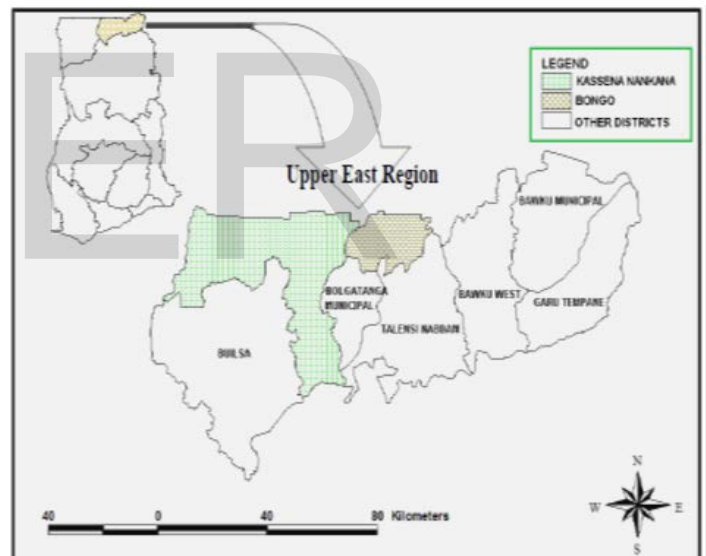 ER
LEGEND
KASSENA NANKANA
BONGO
OTHER DISTRICTS
Upper East Region
BAWKU MUNICIPAL
BOLGATANGA
MUNICIPAL
BAWKU WEST
GARU TEMPANE
TALENSI NABDAM
BUILSA
N
W
E
S
40 0 40 80 Kilometers